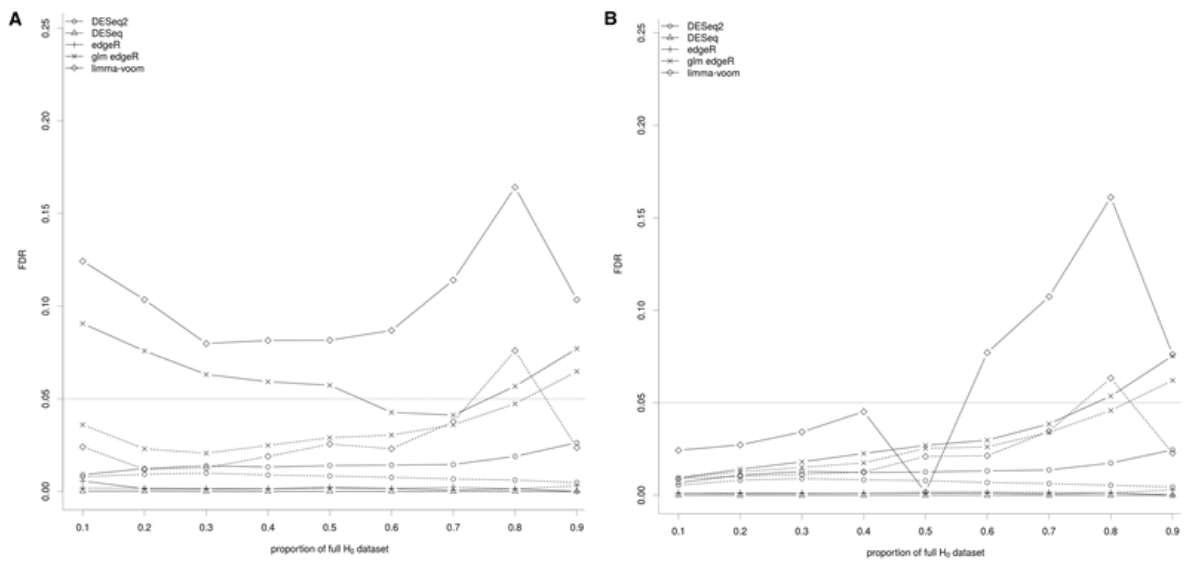 A
DESeq2
DESeq
edgeR
glm edgeR
limma-voom
FDR
0.25
0.20
0.15
0.10
0.05
0.00
0.1 0.2 0.3 0.4 0.5 0.6 0.7 0.8 0.9
proportion of full H₀ dataset
B
DESeq2
DESeq
edgeR
glm edgeR
limma-voom
FDR
0.25
0.20
0.15
0.10
0.05
0.00
0.1 0.2 0.3 0.4 0.5 0.6 0.7 0.8 0.9
proportion of full H₀ dataset